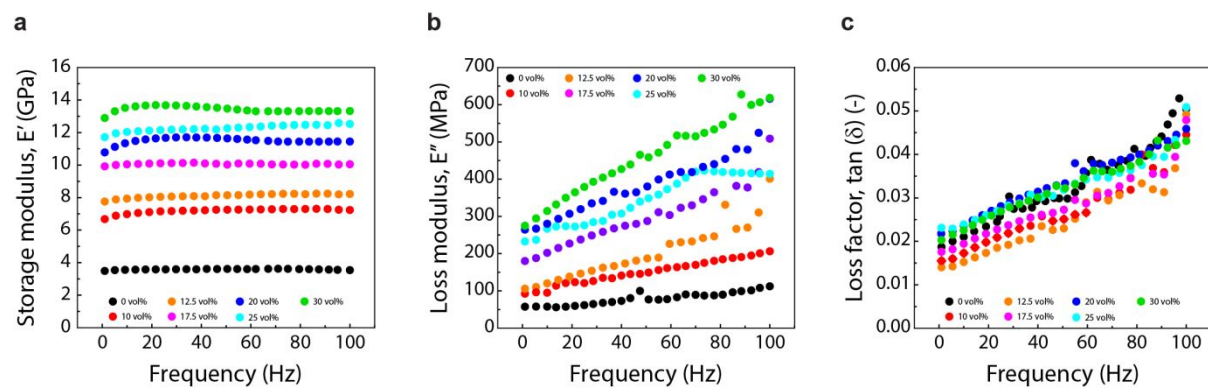 a
Storage modulus, E' (GPa)
16
14
12
10
8
6
4
2
0
0 vol% 12.5 vol% 20 vol% 30 vol%
10 vol% 17.5 vol% 25 vol%
0 20 40 60 80 100
Frequency (Hz)
b
Loss modulus, E" (MPa)
700
600
500
400
300
200
100
0
0 vol% 12.5 vol% 20 vol% 30 vol%
10 vol% 17.5 vol% 25 vol%
0 20 40 60 80 100
Frequency (Hz)
c
Loss factor, tan (δ) (-)
0.06
0.05
0.04
0.03
0.02
0.01
0.00
0 vol% 12.5 vol% 20 vol% 30 vol%
10 vol% 17.5 vol% 25 vol%
0 20 40 60 80 100
Frequency (Hz)